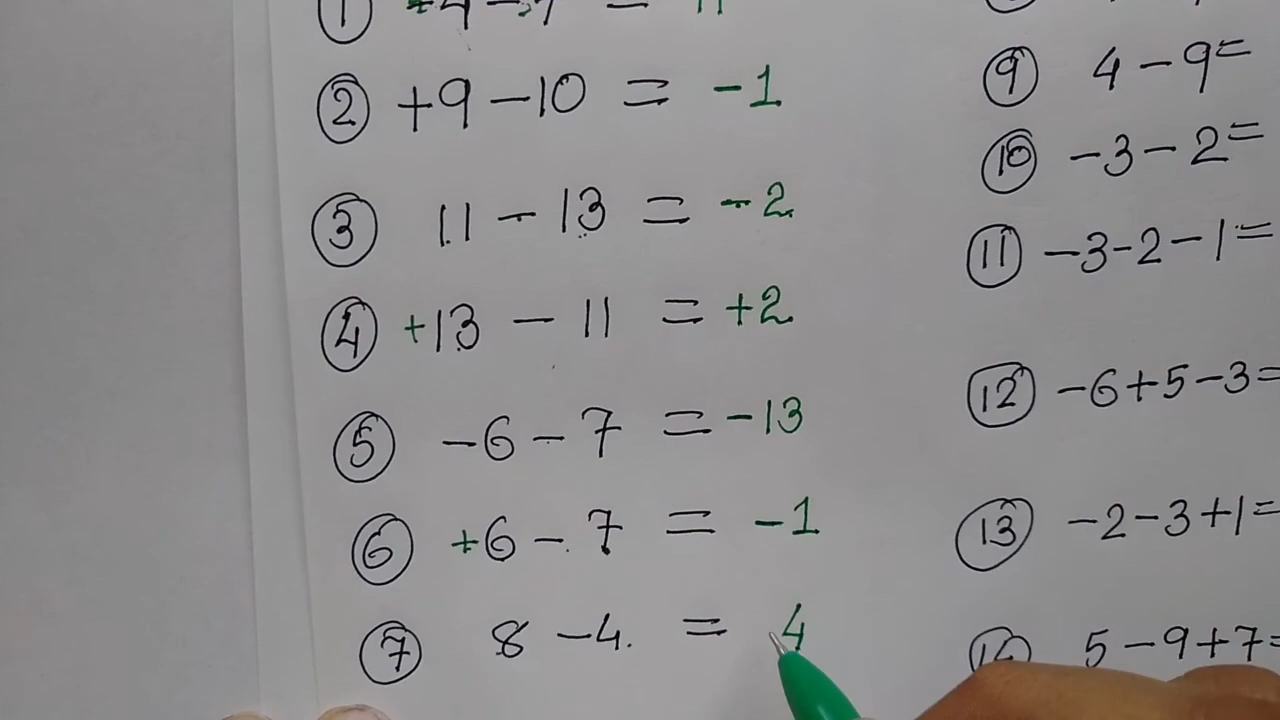 ② +9 - 10 = -1
③ 11 - 13 = -2
④ +13 - 11 = +2
⑤ -6 - 7 = -13
⑥ +6 - 7 = -1
⑦ 8 - 4 = 4
⑨ 4 - 9 =
⑩ -3 - 2 =
⑪ -3 - 2 - 1 =
⑫ -6 + 5 - 3 =
⑬ -2 - 3 + 1 =
⑭ 5 - 9 + 7 =